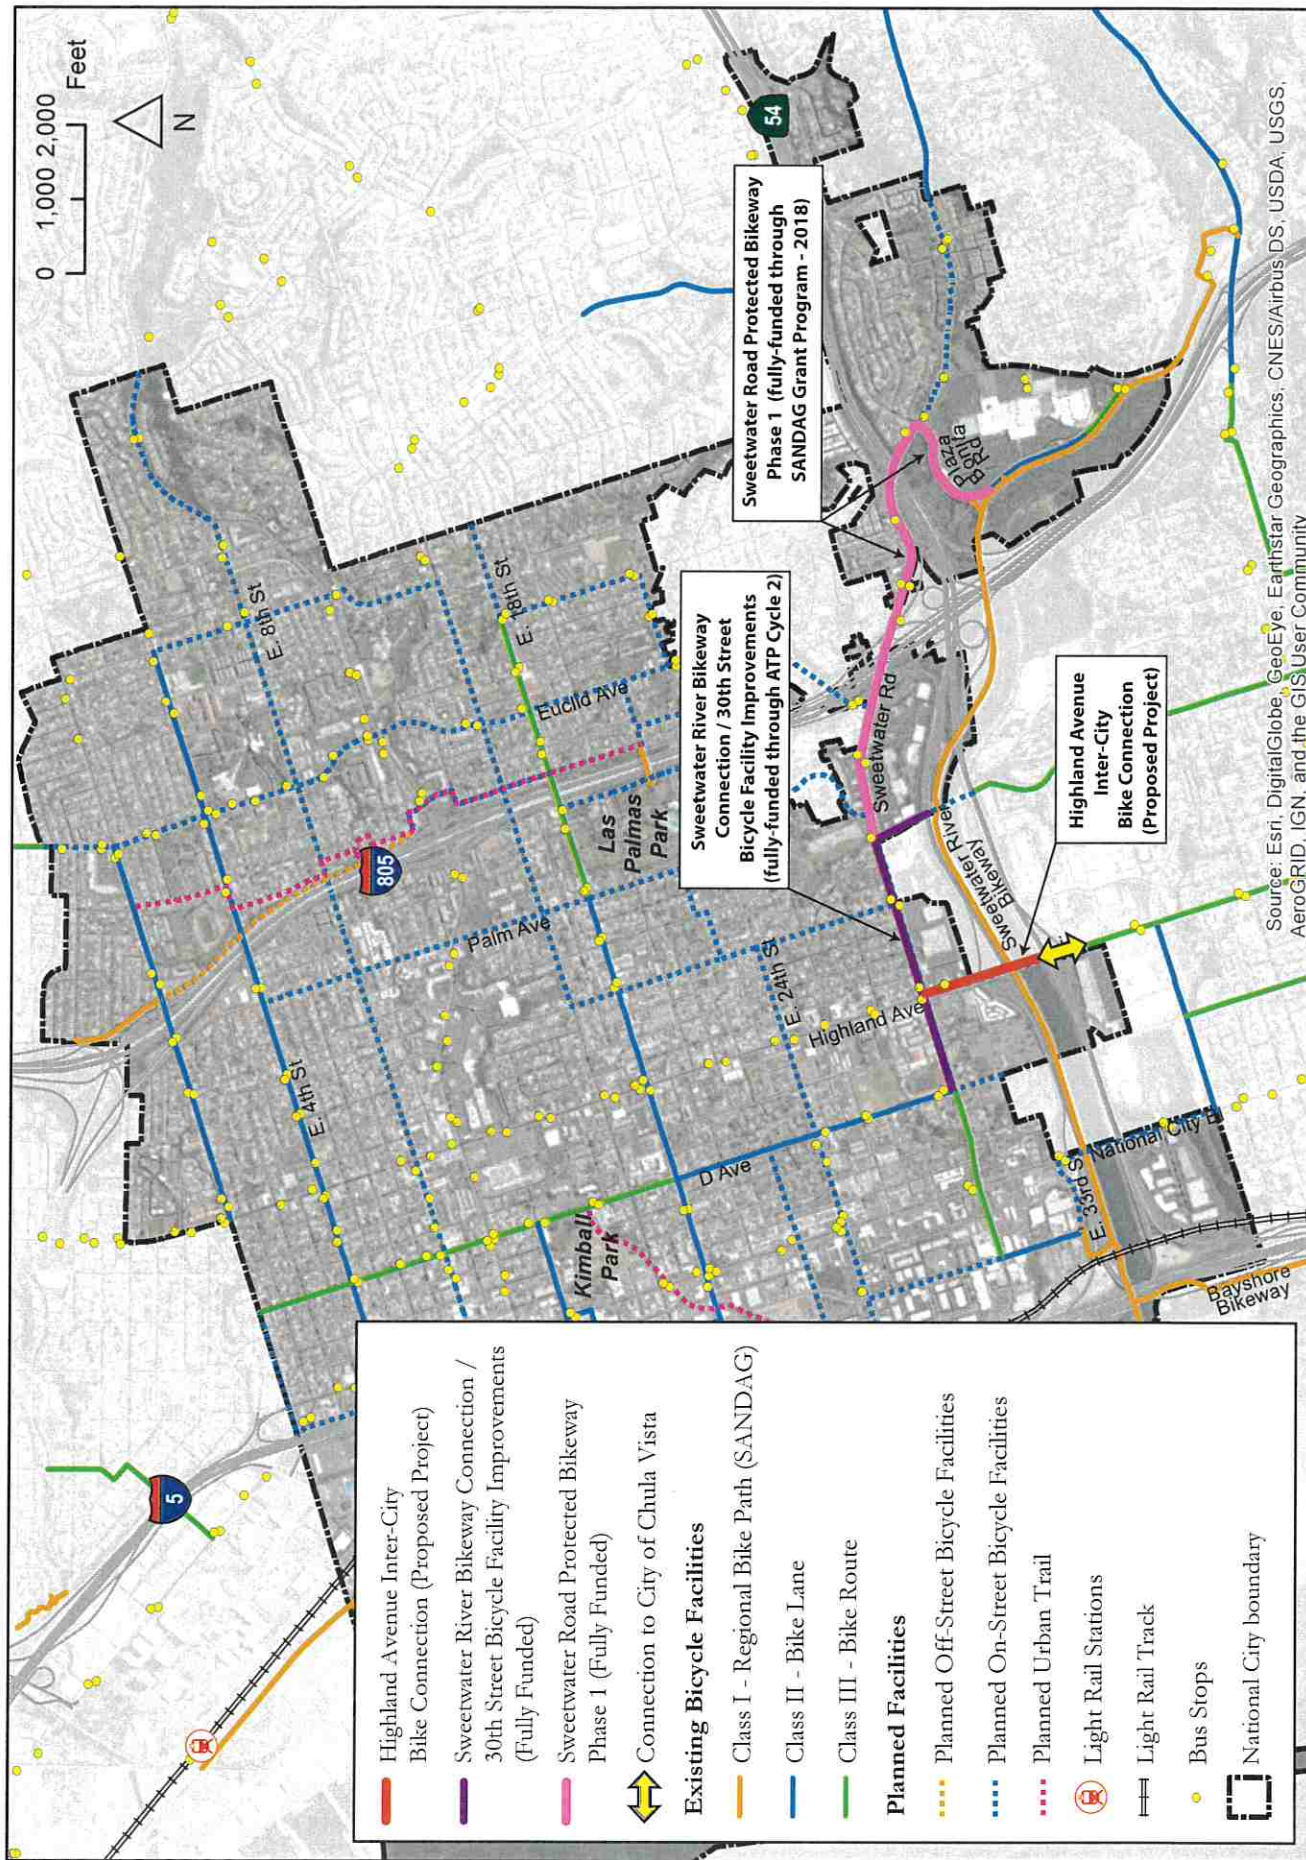 0 1,000 2,000
Feet
N
54
805
5
Sweetwater Road Protected Bikeway
Phase 1 (fully-funded through
SANDAG Grant Program - 2018)
Sweetwater River Bikeway
Connection / 30th Street
Bicycle Facility Improvements
(fully-funded through ATP Cycle 2)
Highland Avenue
Inter-City
Bike Connection
(Proposed Project)
E. 8th St
E. 18th St
Euclid Ave
E. 4th St
Palm Ave
Las
Palmas
Park
E. 24th St
Highland Ave
D Ave
Kimball
Park
Plaza
Bonita
Rd
Sweetwater Rd
Sweetwater River
Bikeway
National City Bl
E. 33rd S
Bayshore
Bikeway
Highland Avenue Inter-City
Bike Connection (Proposed Project)
Sweetwater River Bikeway Connection /
30th Street Bicycle Facility Improvements
(Fully Funded)
Sweetwater Road Protected Bikeway
Phase 1 (Fully Funded)
Connection to City of Chula Vista
Existing Bicycle Facilities
Class I - Regional Bike Path (SANDAG)
Class II - Bike Lane
Class III - Bike Route
Planned Facilities
Planned Off-Street Bicycle Facilities
Planned On-Street Bicycle Facilities
Planned Urban Trail
Light Rail Stations
Light Rail Track
Bus Stops
National City boundary
Source: Esri, DigitalGlobe, GeoEye, Earthstar Geographics, CNES/Airbus DS, USDA, USGS,
AeroGRID, IGN, and the GIS User Community